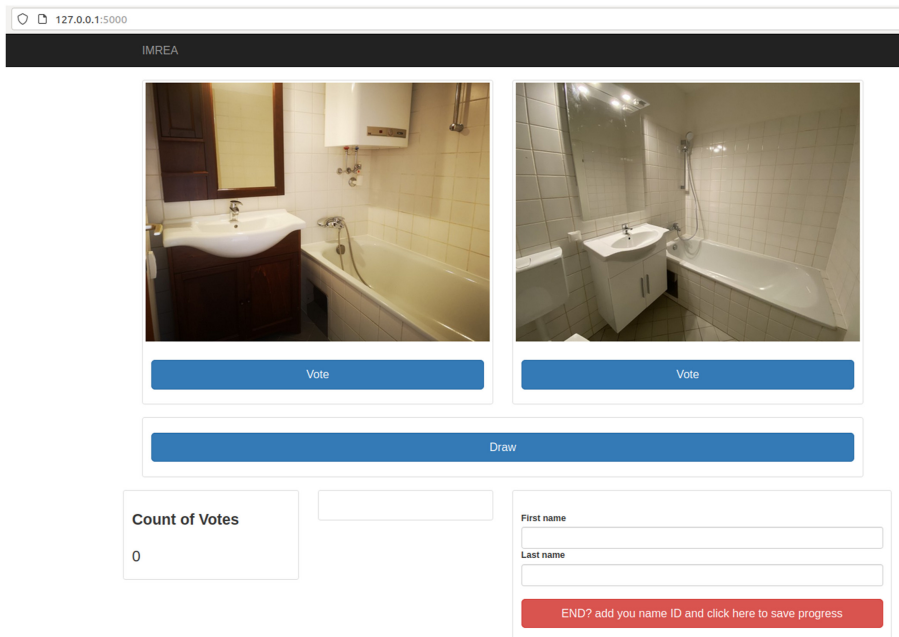 127.0.0.1:5000
IMREA
Vote
Vote
Draw
Count of Votes
0
First name
Last name
END? add you name ID and click here to save progress